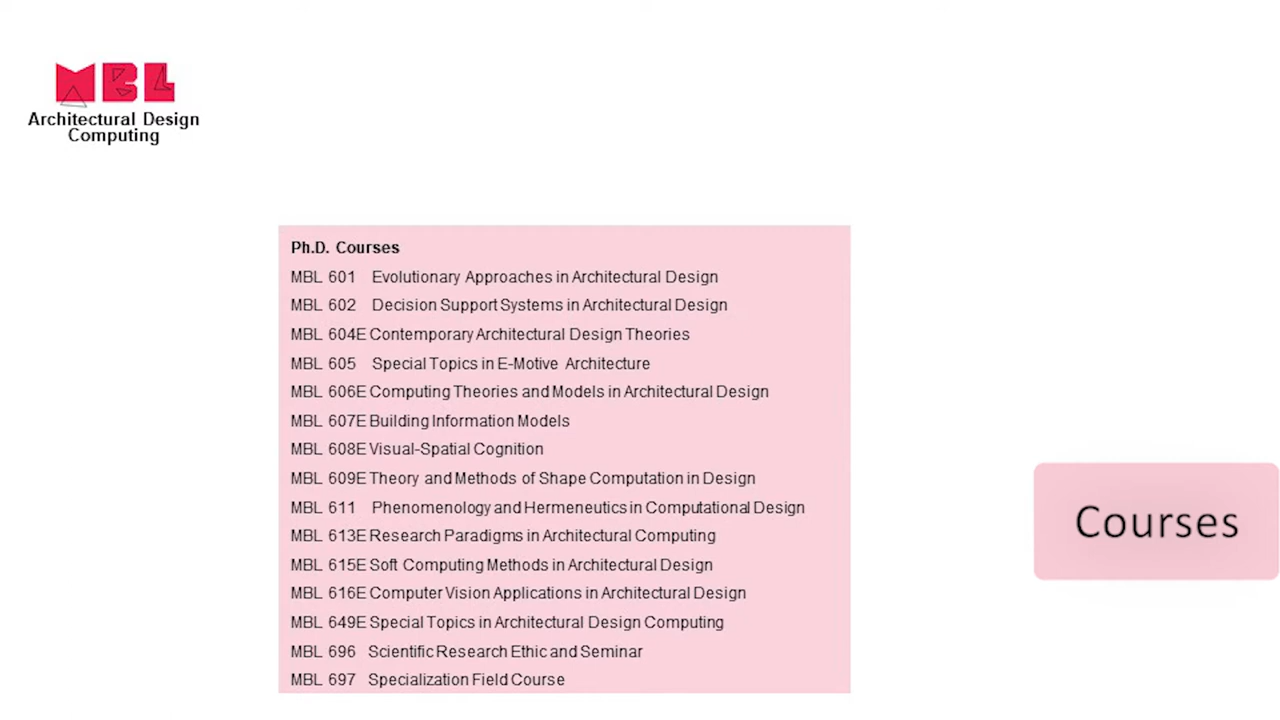 MBL
Architectural Design
Computing
Ph.D. Courses
MBL 601 Evolutionary Approaches in Architectural Design
MBL 602 Decision Support Systems in Architectural Design
MBL 604E Contemporary Architectural Design Theories
MBL 605 Special Topics in E-Motive Architecture
MBL 606E Computing Theories and Models in Architectural Design
MBL 607E Building Information Models
MBL 608E Visual-Spatial Cognition
MBL 609E Theory and Methods of Shape Computation in Design
MBL 611 Phenomenology and Hermeneutics in Computational Design
MBL 613E Research Paradigms in Architectural Computing
MBL 615E Soft Computing Methods in Architectural Design
MBL 616E Computer Vision Applications in Architectural Design
MBL 649E Special Topics in Architectural Design Computing
MBL 696 Scientific Research Ethic and Seminar
MBL 697 Specialization Field Course
Courses